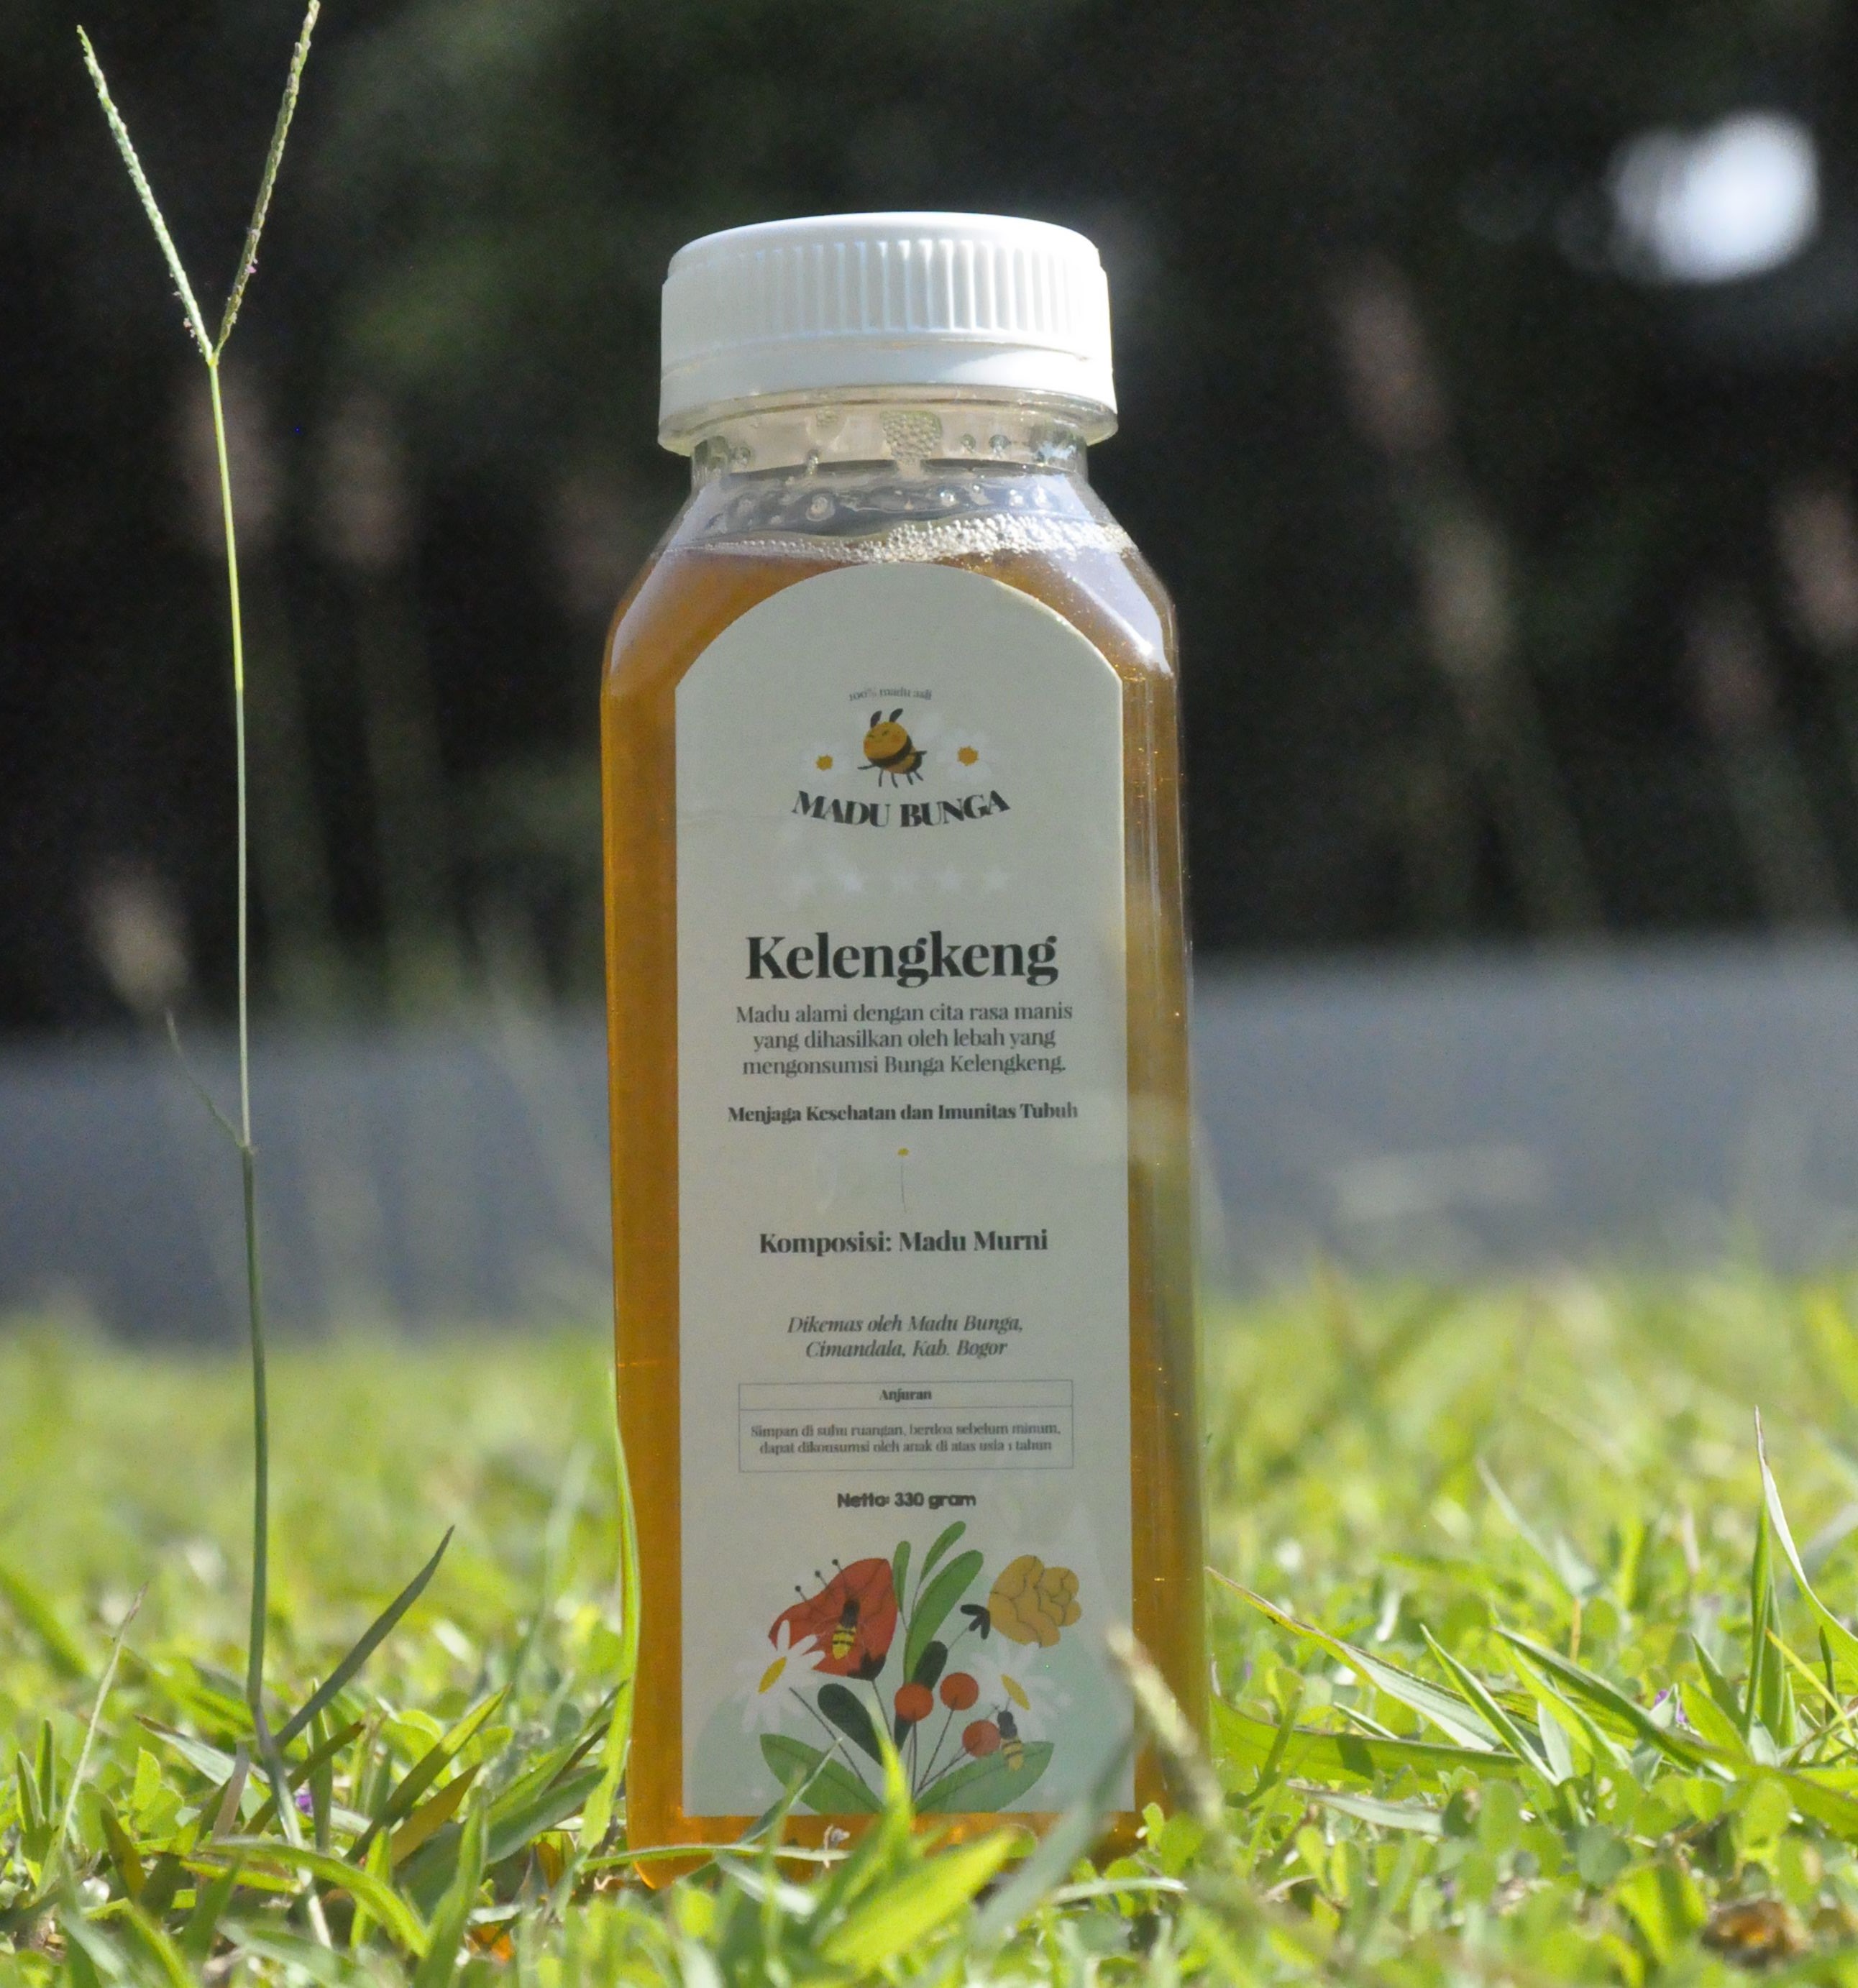 100% madu asli
MADU BUNGA
Kelengkeng
Madu alami dengan cita rasa manis
yang dihasilkan oleh lebah yang
mengonsumsi Bunga Kelengkeng.
Menjaga Kesehatan dan Imunitas Tubuh
Komposisi: Madu Murni
Dikemas oleh Madu Bunga,
Cimandala, Kab. Bogor
Anjuran
Simpan di suhu ruangan, berdoa sebelum minum,
dapat dikonsumsi oleh anak di atas usia 1 tahun
Netto: 330 gram